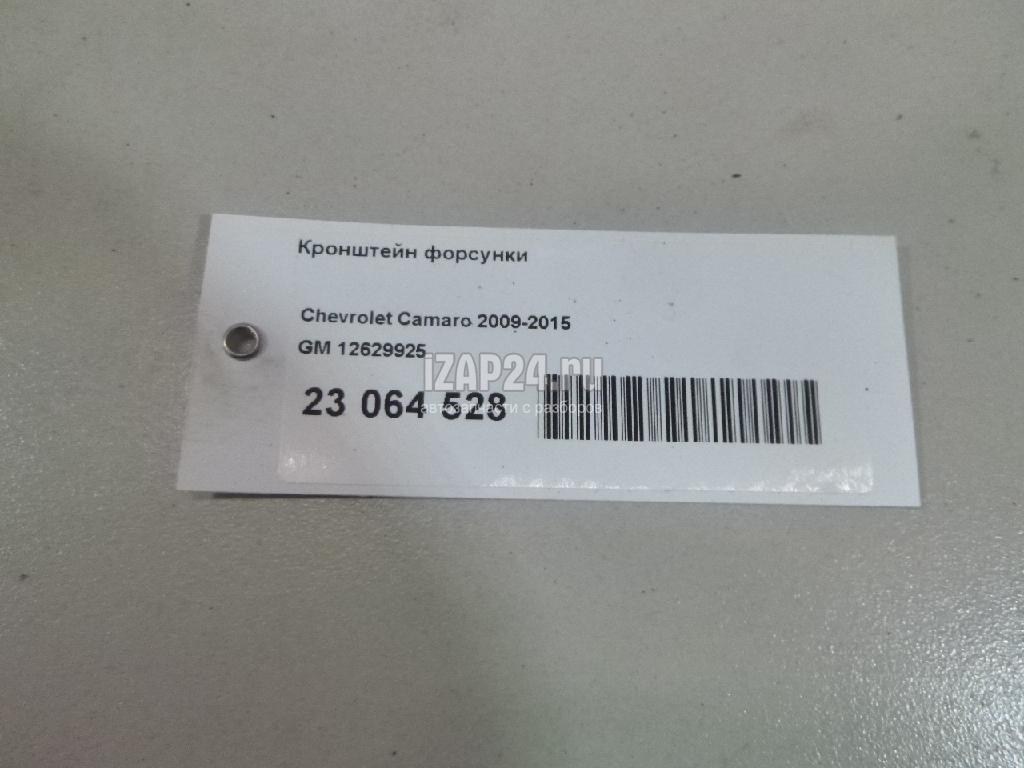 Кронштейн форсунки
Chevrolet Camaro 2009-2015
GM 12629925
iZAP24.ru
23 064 528
автозапчасти с разборов